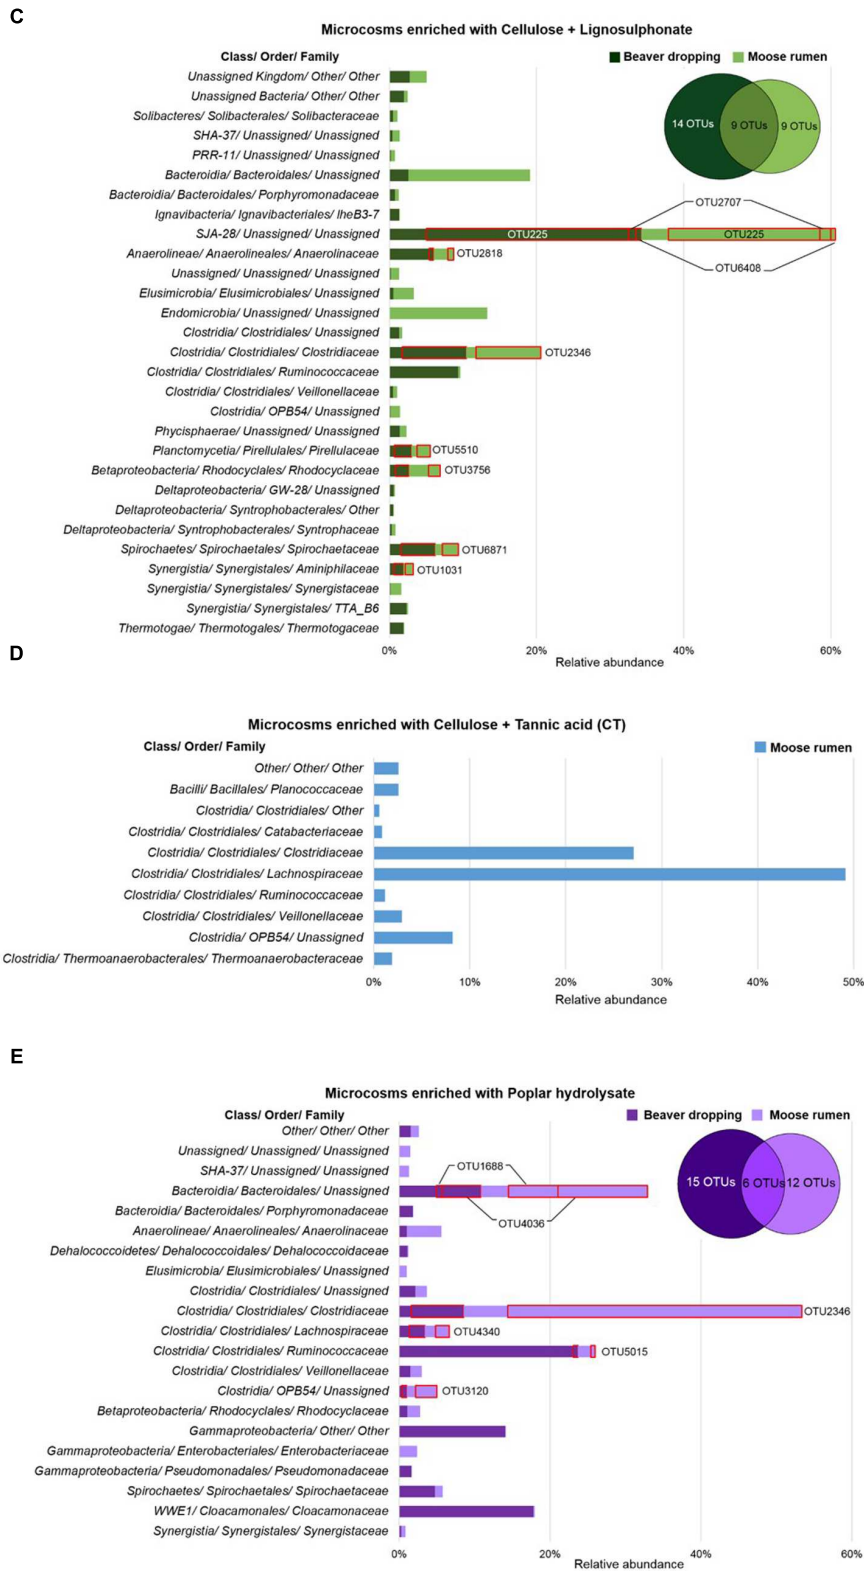 C
Microcosms enriched with Cellulose + Lignosulphonate
Class/ Order/ Family
Beaver dropping
Moose rumen
Unassigned Kingdom/ Other/ Other
Unassigned Bacteria/ Other/ Other
Solibacteres/ Solibacterales/ Solibacteraceae
SHA-37/ Unassigned/ Unassigned
PRR-11/ Unassigned/ Unassigned
Bacteroidia/ Bacteroidales/ Unassigned
Bacteroidia/ Bacteroidales/ Porphyromonadaceae
Ignavibacteria/ Ignavibacteriales/ IheB3-7
SJA-28/ Unassigned/ Unassigned
Anaerolineae/ Anaerolineales/ Anaerolinaceae
Unassigned/ Unassigned/ Unassigned
Elusimicrobia/ Elusimicrobiales/ Unassigned
Endomicrobia/ Unassigned/ Unassigned
Clostridia/ Clostridiales/ Unassigned
Clostridia/ Clostridiales/ Clostridiaceae
Clostridia/ Clostridiales/ Ruminococcaceae
Clostridia/ Clostridiales/ Veillonellaceae
Clostridia/ OPB54/ Unassigned
Phycisphaerae/ Unassigned/ Unassigned
Planctomycetia/ Pirellulales/ Pirellulaceae
Betaproteobacteria/ Rhodocyclales/ Rhodocyclaceae
Deltaproteobacteria/ GW-28/ Unassigned
Deltaproteobacteria/ Syntrophobacterales/ Other
Deltaproteobacteria/ Syntrophobacterales/ Syntrophaceae
Spirochaetes/ Spirochaetales/ Spirochaetaceae
Synergistia/ Synergistales/ Aminiphilaceae
Synergistia/ Synergistales/ Synergistaceae
Synergistia/ Synergistales/ TTA_B6
Thermotogae/ Thermotogales/ Thermotogaceae
14 OTUs
9 OTUs
9 OTUs
OTU2707
OTU225
OTU225
OTU6408
OTU2818
OTU2346
OTU5510
OTU3756
OTU6871
OTU1031
0%
20%
40%
60%
Relative abundance
D
Microcosms enriched with Cellulose + Tannic acid (CT)
Class/ Order/ Family
Moose rumen
Other/ Other/ Other
Bacilli/ Bacillales/ Planococcaceae
Clostridia/ Clostridiales/ Other
Clostridia/ Clostridiales/ Catabacteriaceae
Clostridia/ Clostridiales/ Clostridiaceae
Clostridia/ Clostridiales/ Lachnospiraceae
Clostridia/ Clostridiales/ Ruminococcaceae
Clostridia/ Clostridiales/ Veillonellaceae
Clostridia/ OPB54/ Unassigned
Clostridia/ Thermoanaerobacterales/ Thermoanaerobacteraceae
0%
10%
20%
30%
40%
50%
Relative abundance
E
Microcosms enriched with Poplar hydrolysate
Class/ Order/ Family
Beaver dropping
Moose rumen
Other/ Other/ Other
Unassigned/ Unassigned/ Unassigned
SHA-37/ Unassigned/ Unassigned
Bacteroidia/ Bacteroidales/ Unassigned
Bacteroidia/ Bacteroidales/ Porphyromonadaceae
Anaerolineae/ Anaerolineales/ Anaerolinaceae
Dehalococcoidetes/ Dehalococcoidales/ Dehalococcoidaceae
Elusimicrobia/ Elusimicrobiales/ Unassigned
Clostridia/ Clostridiales/ Unassigned
Clostridia/ Clostridiales/ Clostridiaceae
Clostridia/ Clostridiales/ Lachnospiraceae
Clostridia/ Clostridiales/ Ruminococcaceae
Clostridia/ Clostridiales/ Veillonellaceae
Clostridia/ OPB54/ Unassigned
Betaproteobacteria/ Rhodocyclales/ Rhodocyclaceae
Gammaproteobacteria/ Other/ Other
Gammaproteobacteria/ Enterobacteriales/ Enterobacteriaceae
Gammaproteobacteria/ Pseudomonadales/ Pseudomonadaceae
Spirochaetes/ Spirochaetales/ Spirochaetaceae
WWE1/ Cloacamonales/ Cloacamonaceae
Synergistia/ Synergistales/ Synergistaceae
15 OTUs
6 OTUs
12 OTUs
OTU1688
OTU4036
OTU2346
OTU4340
OTU5015
OTU3120
0%
20%
40%
60%
Relative abundance